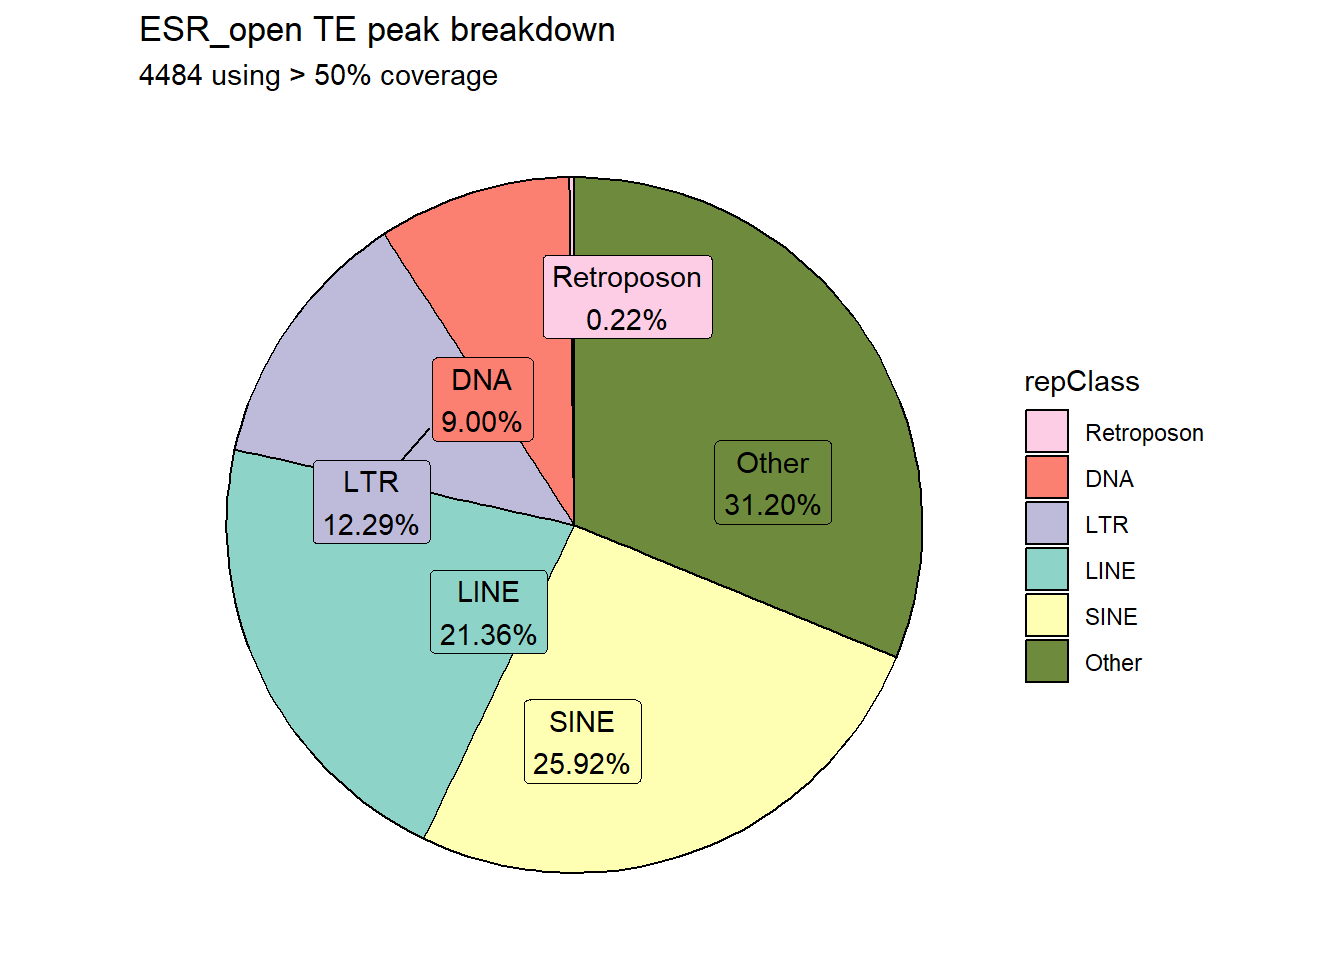 ESR_open TE peak breakdown
4484 using > 50% coverage
Retroposon
0.22%
DNA
9.00%
Other
31.20%
LTR
12.29%
LINE
21.36%
SINE
25.92%
repClass
Retroposon
DNA
LTR
LINE
SINE
Other